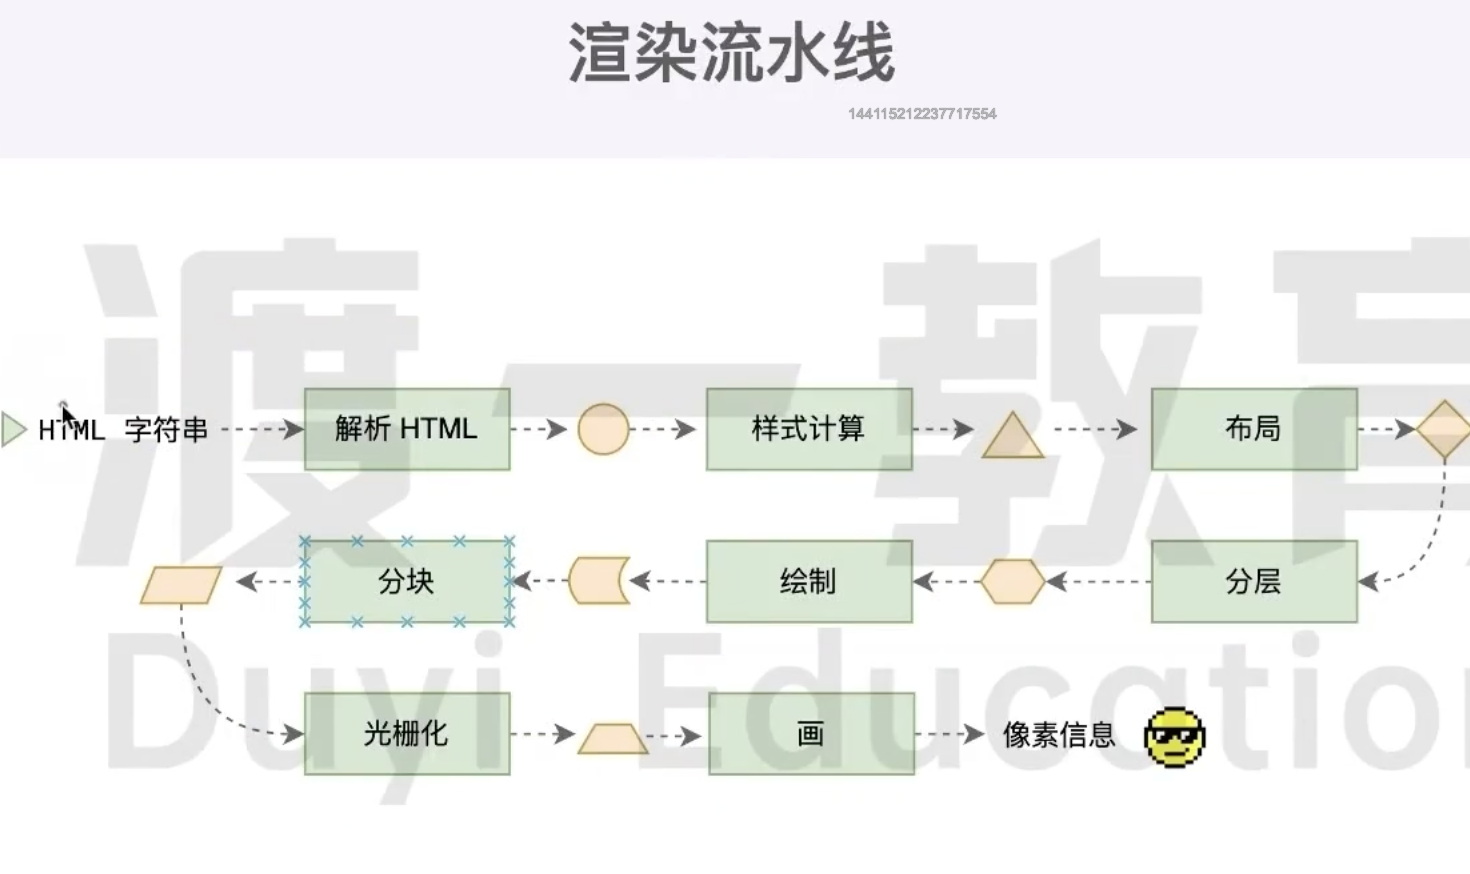 渲染流水线
144115212237717554
渡一教育
HTML 字符串
解析 HTML
样式计算
布局
分块
绘制
分层
Duyi Education
光栅化
画
像素信息